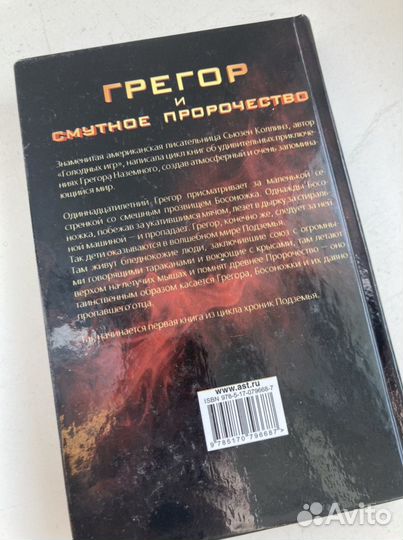 ГРЕГОР
И
СМУТНОЕ ПРОРОЧЕСТВО
Знаменитая американская писательница Сьюзен Коллинз, автор
«Голодных игр», написала цикл книг об удивительных приключе-
ниях Грегора Наземного, создав атмосферный и очень запомина-
ющийся мир.
Одиннадцатилетний Грегор присматривает за маленькой се-
стренкой со смешным прозвищем Босоножка. Однажды Босо-
ножка, побежав за укатившимся мячом, лезет в дырку за стираль-
ной машиной — и пропадает. Грегор, конечно же, следует за ней.
Так дети оказываются в волшебном мире Подземья.
Там живут бледнокожие люди, заключившие союз с огромны-
ми говорящими тараканами и воюющие с крысами, там летают
верхом на летучих мышах и помнят древнее Пророчество — оно
таинственным образом касается Грегора, Босоножки и их давно
пропавшего отца.
Так начинается первая книга из цикла хроник Подземья.
www.ast.ru
ISBN 978-5-17-079668-7
9785170796687>
Avito